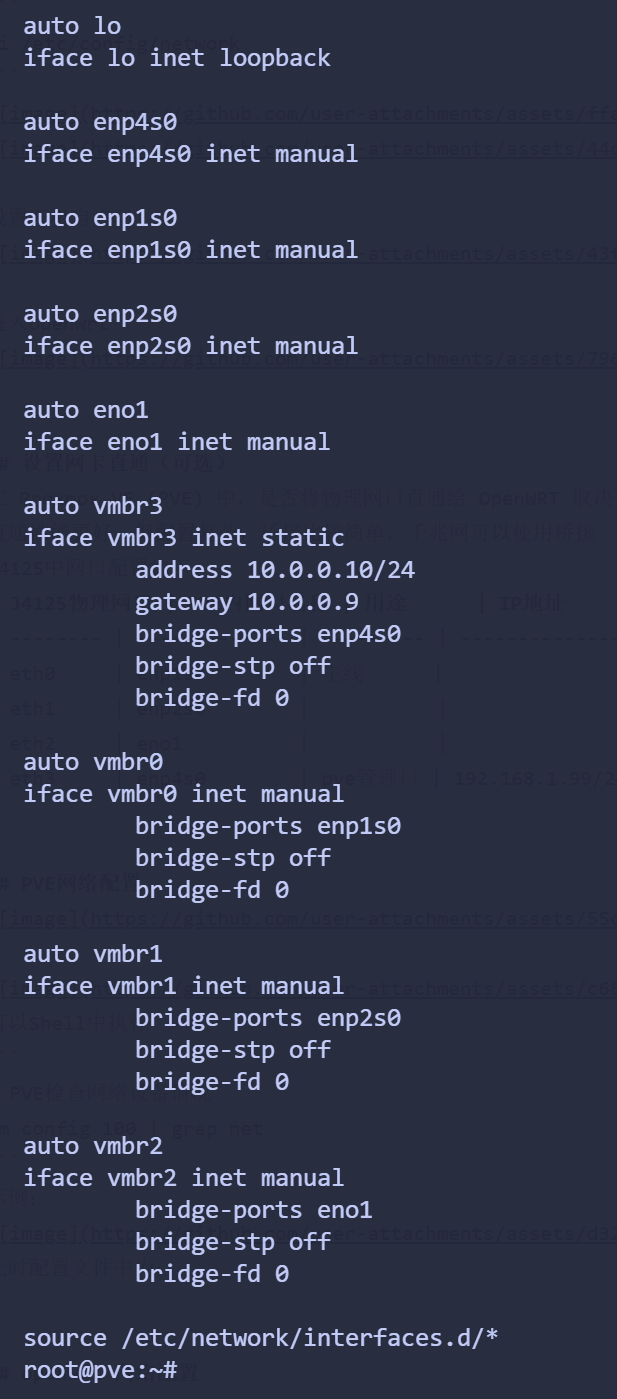 auto lo
iface lo inet loopback
auto enp4s0
iface enp4s0 inet manual
auto enp1s0
iface enp1s0 inet manual
auto enp2s0
iface enp2s0 inet manual
auto eno1
iface eno1 inet manual
auto vmbr3
iface vmbr3 inet static
        address 10.0.0.10/24
        gateway 10.0.0.9
        bridge-ports enp4s0
        bridge-stp off
        bridge-fd 0
auto vmbr0
iface vmbr0 inet manual
        bridge-ports enp1s0
        bridge-stp off
        bridge-fd 0
auto vmbr1
iface vmbr1 inet manual
        bridge-ports enp2s0
        bridge-stp off
        bridge-fd 0
auto vmbr2
iface vmbr2 inet manual
        bridge-ports eno1
        bridge-stp off
        bridge-fd 0
source /etc/network/interfaces.d/*
root@pve:~#